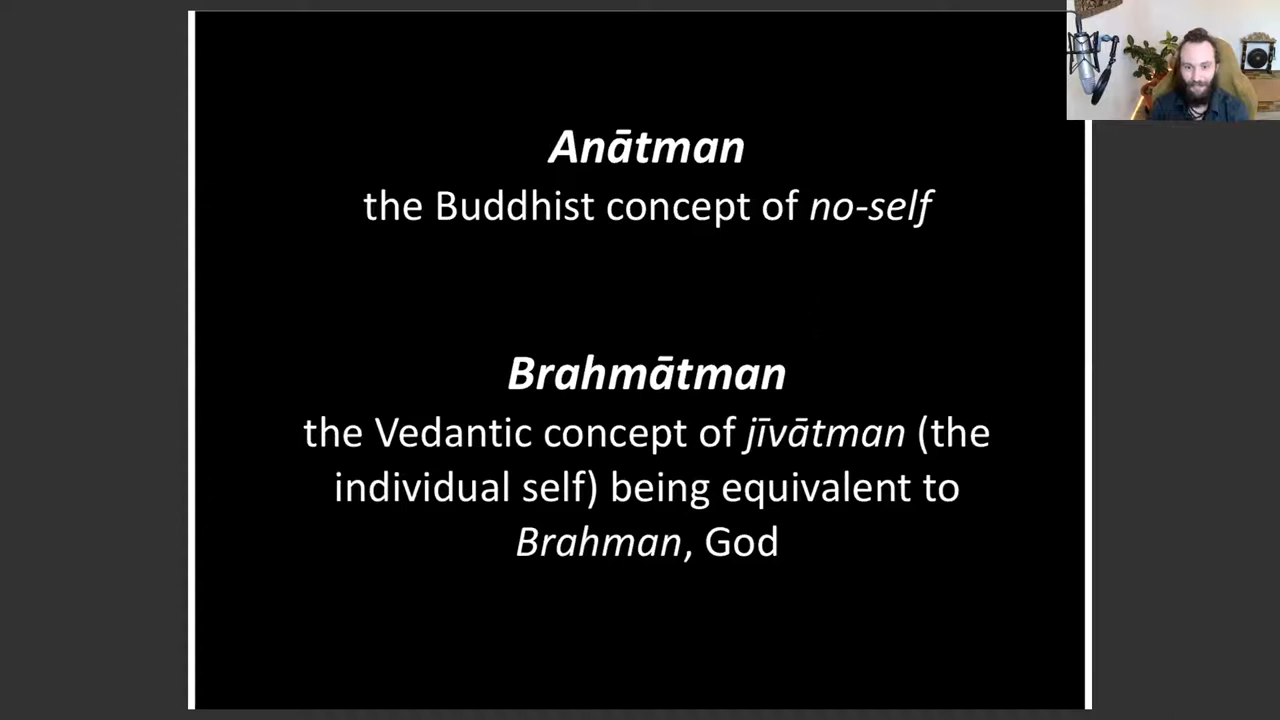 Anātman
the Buddhist concept of no-self
Brahmātman
the Vedantic concept of jīvātman (the
individual self) being equivalent to
Brahman, God